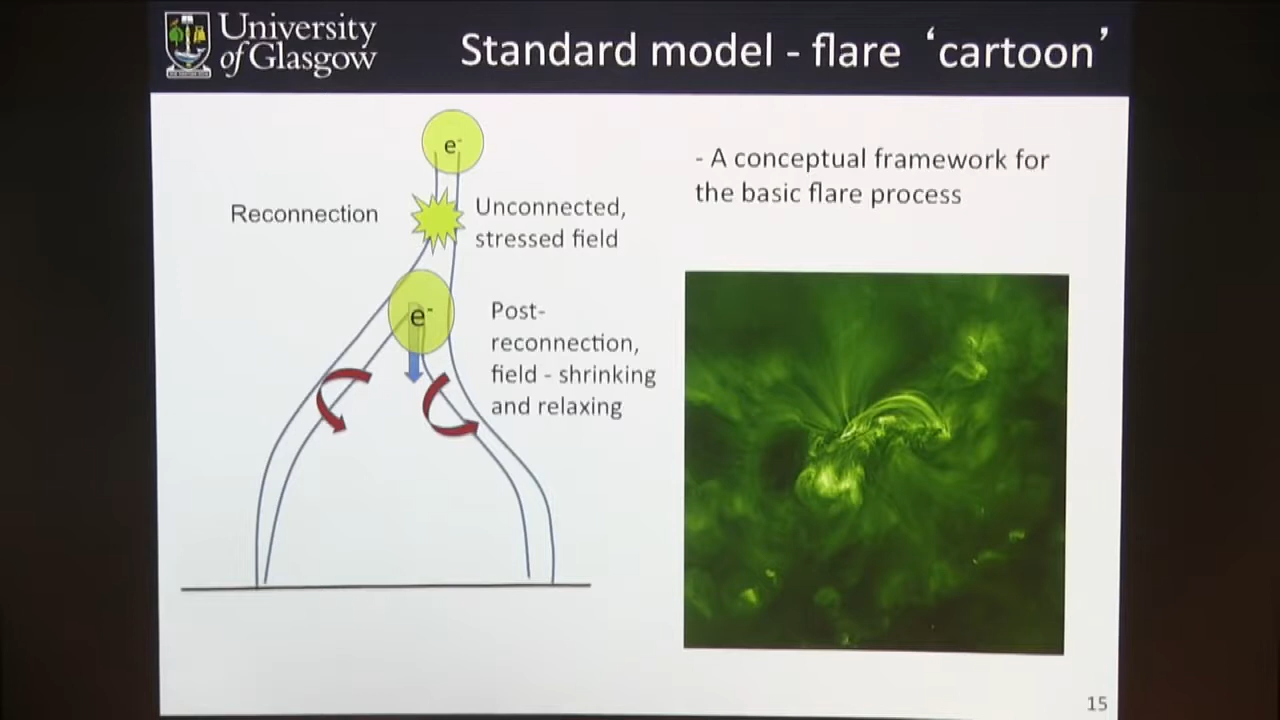 University
of Glasgow
Standard model - flare ‘cartoon’
e-
Reconnection
Unconnected,
stressed field
e-
Post-
reconnection,
field - shrinking
and relaxing
- A conceptual framework for
the basic flare process
15